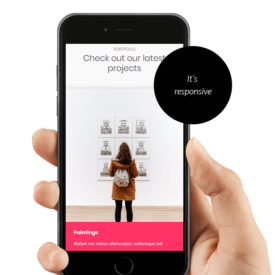 PORTFOLIO
Check out our latest
projects
It's
responsive
Paintings
Nullam nec metus ullamcorper, scelerisque null